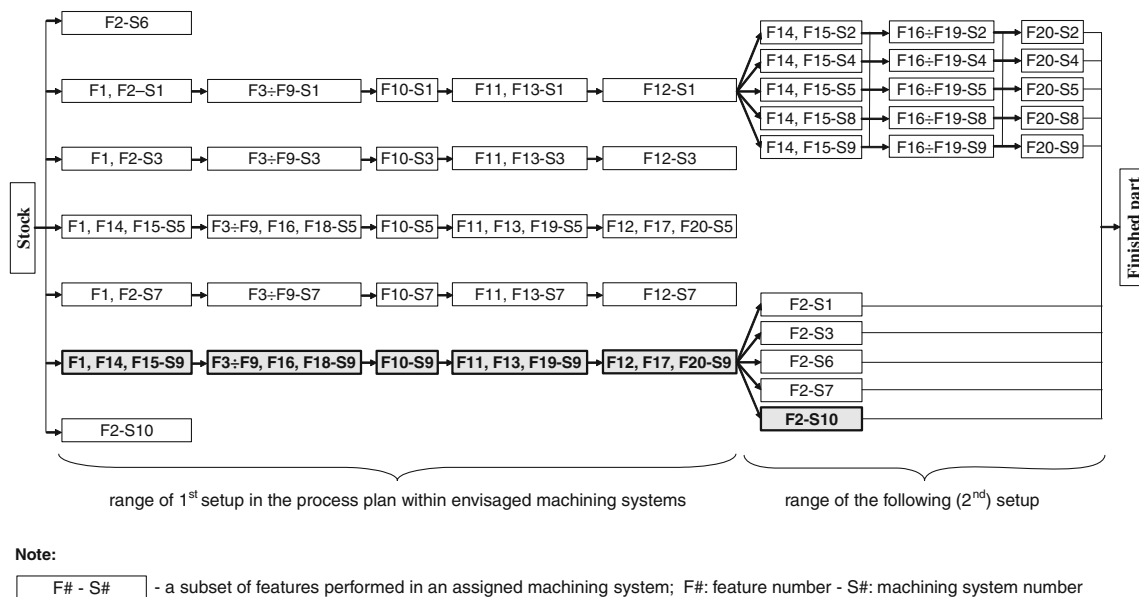 F2-S6
F14, F15-S2 F16÷F19-S2 F20-S2
F14, F15-S4 F16÷F19-S4 F20-S4
F1, F2–S1 F3÷F9-S1 F10-S1 F11, F13-S1 F12-S1 F14, F15-S5 F16÷F19-S5 F20-S5
F14, F15-S8 F16÷F19-S8 F20-S8
F14, F15-S9 F16÷F19-S9 F20-S9
F1, F2-S3 F3÷F9-S3 F10-S3 F11, F13-S3 F12-S3
Stock
F1, F14, F15-S5 F3÷F9, F16, F18-S5 F10-S5 F11, F13, F19-S5 F12, F17, F20-S5
Finished part
F1, F2-S7 F3÷F9-S7 F10-S7 F11, F13-S7 F12-S7
F2-S1
F2-S3
F1, F14, F15-S9 F3÷F9, F16, F18-S9 F10-S9 F11, F13, F19-S9 F12, F17, F20-S9 F2-S6
F2-S7
F2-S10
F2-S10
range of 1st setup in the process plan within envisaged machining systems
range of the following (2nd) setup
Note:
F# - S# - a subset of features performed in an assigned machining system; F#: feature number - S#: machining system number